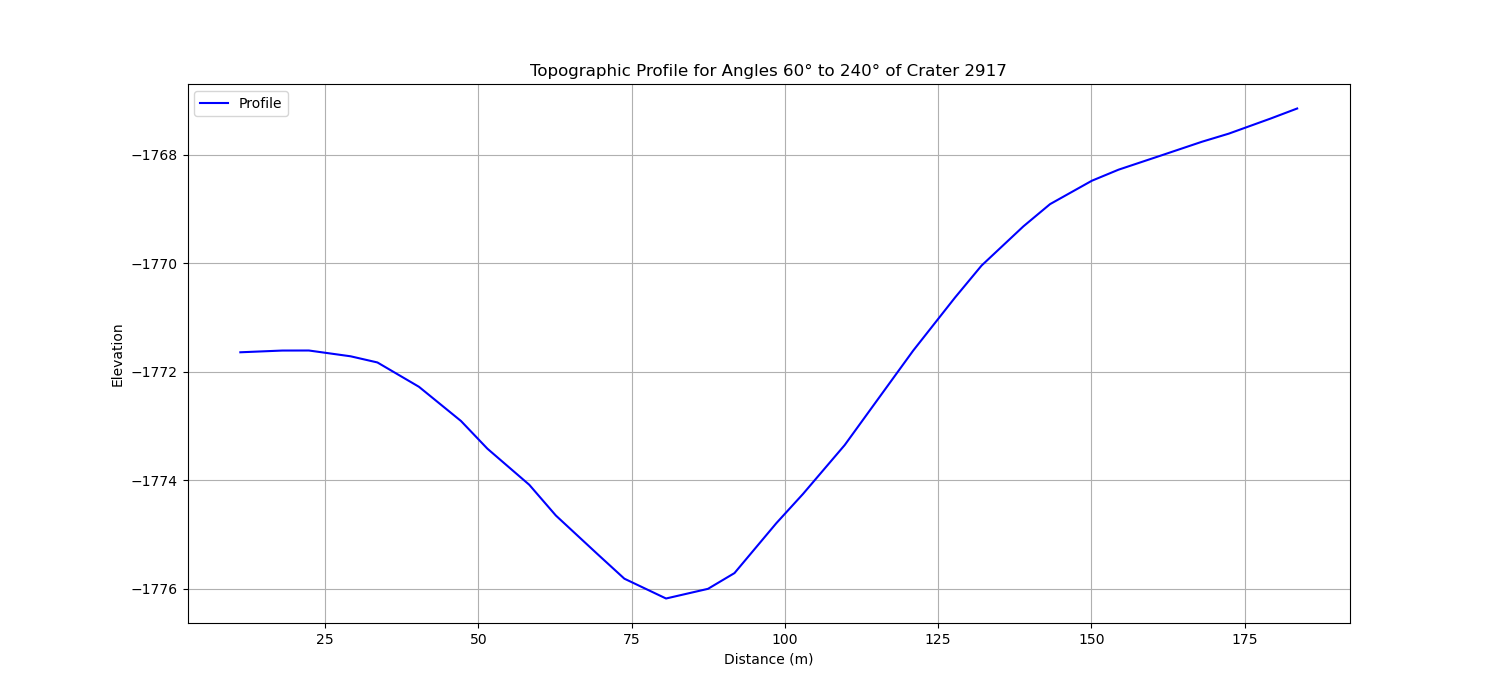 Topographic Profile for Angles 60° to 240° of Crater 2917
Profile
−1768
−1770
−1772
−1774
−1776
Elevation
25 50 75 100 125 150 175
Distance (m)